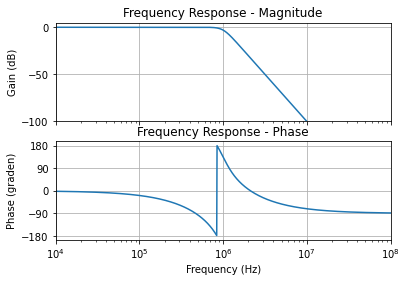 Frequency Response - Magnitude
Gain (dB)
0
−50
−100
Frequency Response - Phase
Phase (graden)
180
90
0
−90
−180
10^4 10^5 10^6 10^7 10^8
Frequency (Hz)